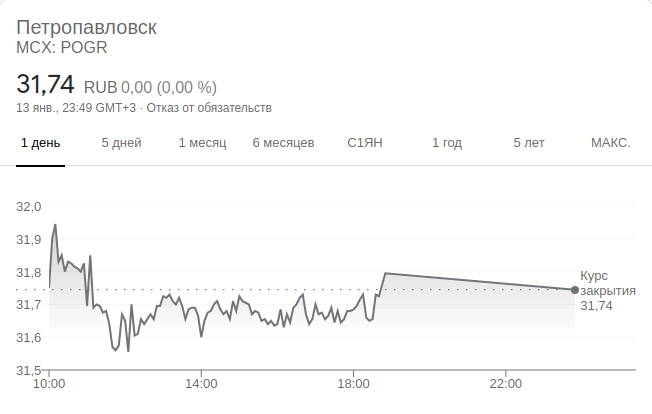 Петропавловск
MCX: POGR
31,74 RUB 0,00 (0,00 %)
13 янв., 23:49 GMT+3 · Отказ от обязательств
1 день 5 дней 1 месяц 6 месяцев С1ЯН 1 год 5 лет МАКС.
32,0
31,9
31,8
31,7
31,6
31,5
Курс
закрытия
31,74
10:00 14:00 18:00 22:00